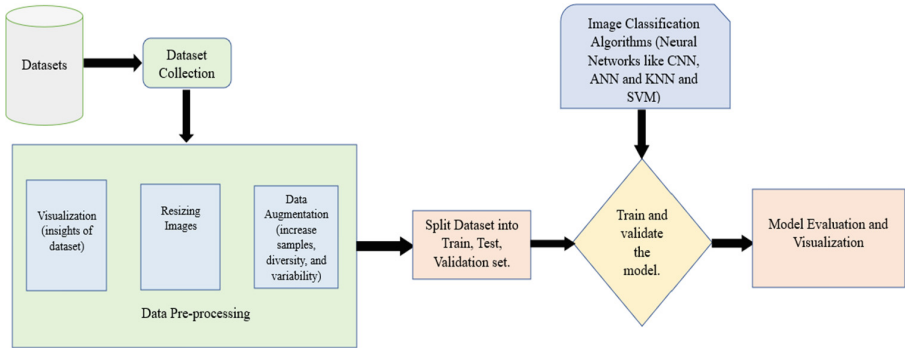 Datasets
Dataset
Collection
Image Classification
Algorithms (Neural
Networks like CNN,
ANN and KNN and
SVM)
Visualization
(insights of
dataset)
Resizing
Images
Data
Augmentation
(increase
samples,
diversity, and
variability)
Data Pre-processing
Split Dataset into
Train, Test,
Validation set.
Train and
validate
the
model.
Model Evaluation and
Visualization